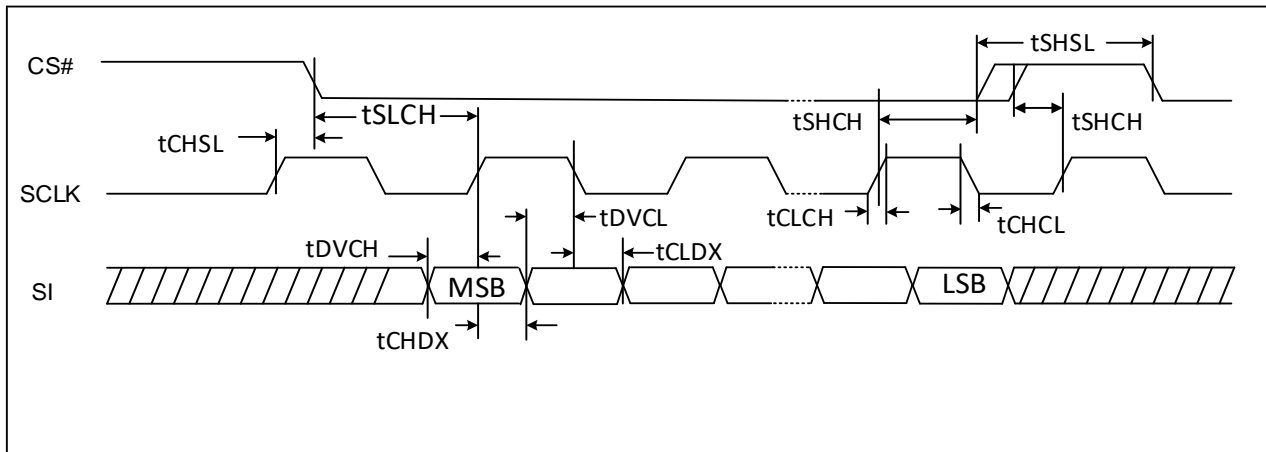 tSHSL
CS#
tSLCH
tSHCH
tSHCH
tCHSL
SCLK
tDVCL
tCLCH
tCHCL
tDVCH
tCLDX
SI
MSB
LSB
tCHDX